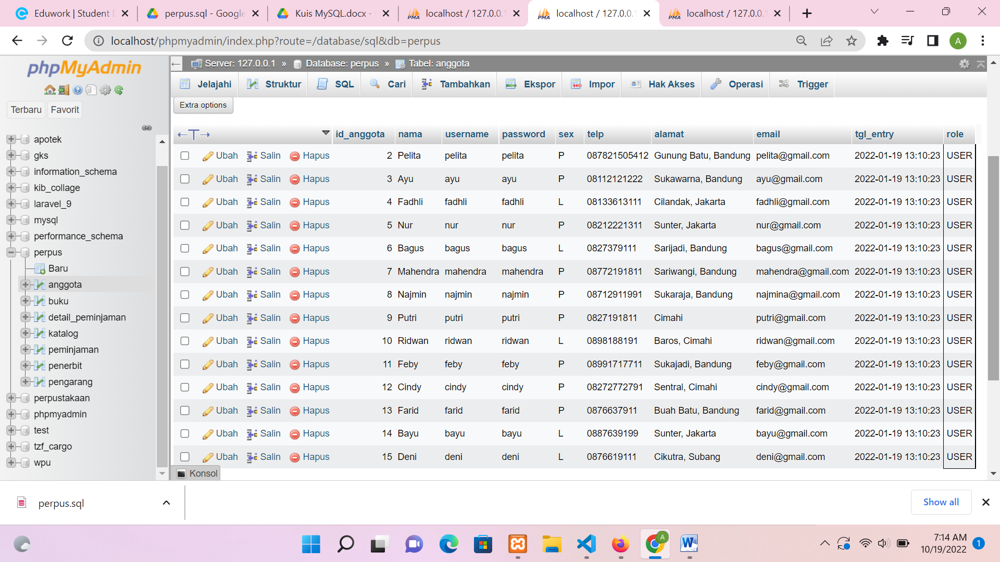 Eduwork | Student
perpus.sql - Google
Kuis MySQL.docx -
localhost / 127.0.0.1
localhost / 127.0.0.1
localhost / 127.0.0.1
localhost/phpmyadmin/index.php?route=/database/sql&db=perpus
A
phpMyAdmin
Terbaru Favorit
apotek
gks
information_schema
kib_collage
laravel_9
mysql
performance_schema
perpus
Baru
anggota
buku
detail_peminjaman
katalog
peminjaman
penerbit
pengarang
perpustakaan
phpmyadmin
test
tzf_cargo
wpu
Server: 127.0.0.1 » Database: perpus » Tabel: anggota
Jelajahi Struktur SQL Cari Tambahkan Ekspor Impor Hak Akses Operasi Trigger
Extra options
id_anggota nama username password sex telp alamat email tgl_entry role
Ubah Salin Hapus 2 Pelita pelita pelita P 087821505412 Gunung Batu, Bandung pelita@gmail.com 2022-01-19 13:10:23 USER
Ubah Salin Hapus 3 Ayu ayu ayu P 08112121222 Sukawarna, Bandung ayu@gmail.com 2022-01-19 13:10:23 USER
Ubah Salin Hapus 4 Fadhli fadhli fadhli L 08133613111 Cilandak, Jakarta fadhli@gmail.com 2022-01-19 13:10:23 USER
Ubah Salin Hapus 5 Nur nur nur P 08212221311 Sunter, Jakarta nur@gmail.com 2022-01-19 13:10:23 USER
Ubah Salin Hapus 6 Bagus bagus bagus L 0827379111 Sarijadi, Bandung bagus@gmail.com 2022-01-19 13:10:23 USER
Ubah Salin Hapus 7 Mahendra mahendra mahendra P 08772191811 Sariwangi, Bandung mahendra@gmail.com 2022-01-19 13:10:23 USER
Ubah Salin Hapus 8 Najmin najmin najmin P 08712911991 Sukaraja, Bandung najmina@gmail.com 2022-01-19 13:10:23 USER
Ubah Salin Hapus 9 Putri putri putri P 0827191811 Cimahi putri@gmail.com 2022-01-19 13:10:23 USER
Ubah Salin Hapus 10 Ridwan ridwan ridwan L 0898188191 Baros, Cimahi ridwan@gmail.com 2022-01-19 13:10:23 USER
Ubah Salin Hapus 11 Feby feby feby P 08991717711 Sukajadi, Bandung feby@gmail.com 2022-01-19 13:10:23 USER
Ubah Salin Hapus 12 Cindy cindy cindy P 08272772791 Sentral, Cimahi cindy@gmail.com 2022-01-19 13:10:23 USER
Ubah Salin Hapus 13 Farid farid farid P 0876637911 Buah Batu, Bandung farid@gmail.com 2022-01-19 13:10:23 USER
Ubah Salin Hapus 14 Bayu bayu bayu L 0887639199 Sunter, Jakarta bayu@gmail.com 2022-01-19 13:10:23 USER
Ubah Salin Hapus 15 Deni deni deni L 0876619111 Cikutra, Subang deni@gmail.com 2022-01-19 13:10:23 USER
Konsol
perpus.sql
Show all
7:14 AM
10/19/2022
1